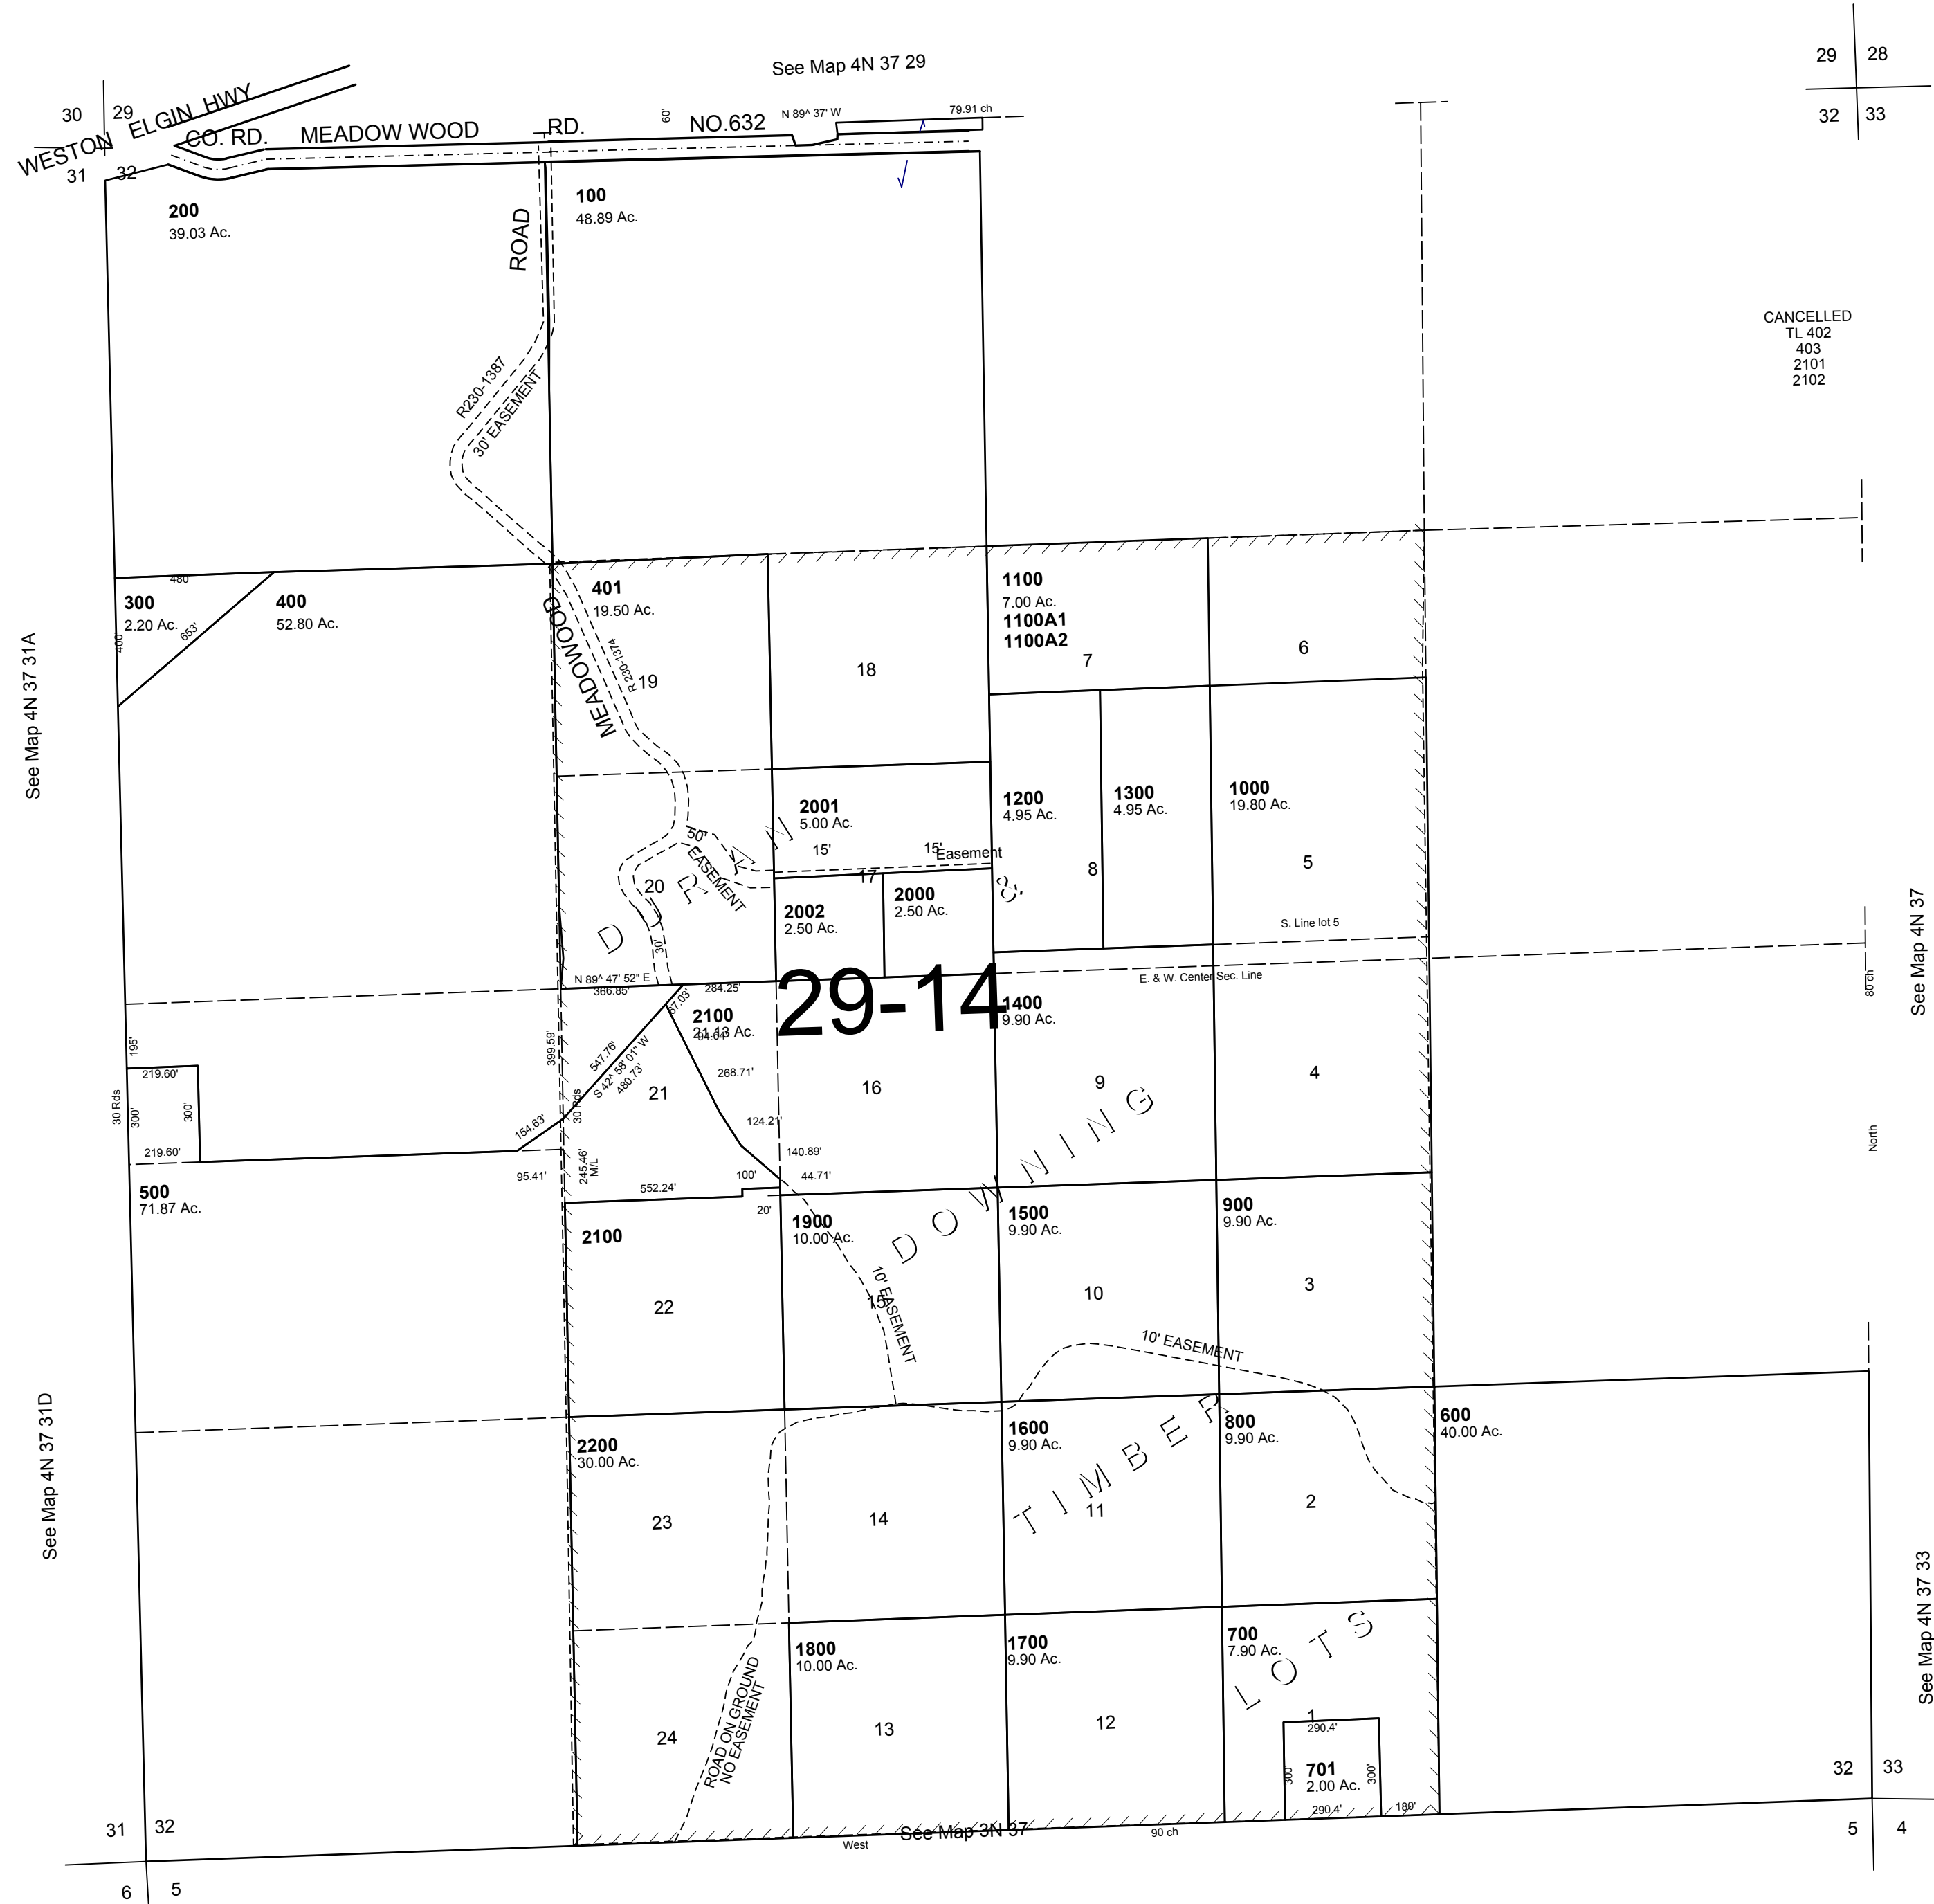 See Map 4N 37 29
29 28
32 33
30 29
31 32
WESTON ELGIN HWY
CO. RD. MEADOW WOOD RD. NO.632
60'
N 89^ 37' W
79.91 ch
200
39.03 Ac.
ROAD
100
48.89 Ac.
CANCELLED
TL 402
403
2101
2102
R230-1387
30' EASEMENT
480'
300
2.20 Ac.
400'
653'
400
52.80 Ac.
401
19.50 Ac.
MEADOWOOD
R 230-1374
19
18
1100
7.00 Ac.
1100A1
1100A2
7
6
See Map 4N 37 31A
2001
5.00 Ac.
15'
15'
Easement
50'
EASEMENT
20
30'
17
2002
2.50 Ac.
2000
2.50 Ac.
1200
4.95 Ac.
1300
4.95 Ac.
8
1000
19.80 Ac.
5
S. Line lot 5
E. & W. Center Sec. Line
See Map 4N 37
80 ch
North
DURKIN & DOWNING TIMBER LOTS
29-14
N 89^ 47' 52" E
366.85'
284.25'
67.03'
2100
21.13 Ac.
94.64'
399.59'
547.76'
S 42^ 58' 01" W
480.73'
268.71'
21
30 Rds
154.63'
124.21'
140.89'
44.71'
100'
245.46'
M/L
95.41'
552.24'
20'
16
1400
9.90 Ac.
9
4
195'
219.60'
30 Rds
300'
300'
219.60'
500
71.87 Ac.
2100
22
1900
10.00 Ac.
15
10' EASEMENT
1500
9.90 Ac.
10
900
9.90 Ac.
3
10' EASEMENT
See Map 4N 37 31D
2200
30.00 Ac.
23
14
1600
9.90 Ac.
11
800
9.90 Ac.
2
600
40.00 Ac.
See Map 4N 37 33
24
ROAD ON GROUND
NO EASEMENT
1800
10.00 Ac.
13
1700
9.90 Ac.
12
700
7.90 Ac.
1
290.4'
300'
701
2.00 Ac.
300'
290.4'
180'
West
See Map 3N 37
90 ch
31 32
6 5
32 33
5 4